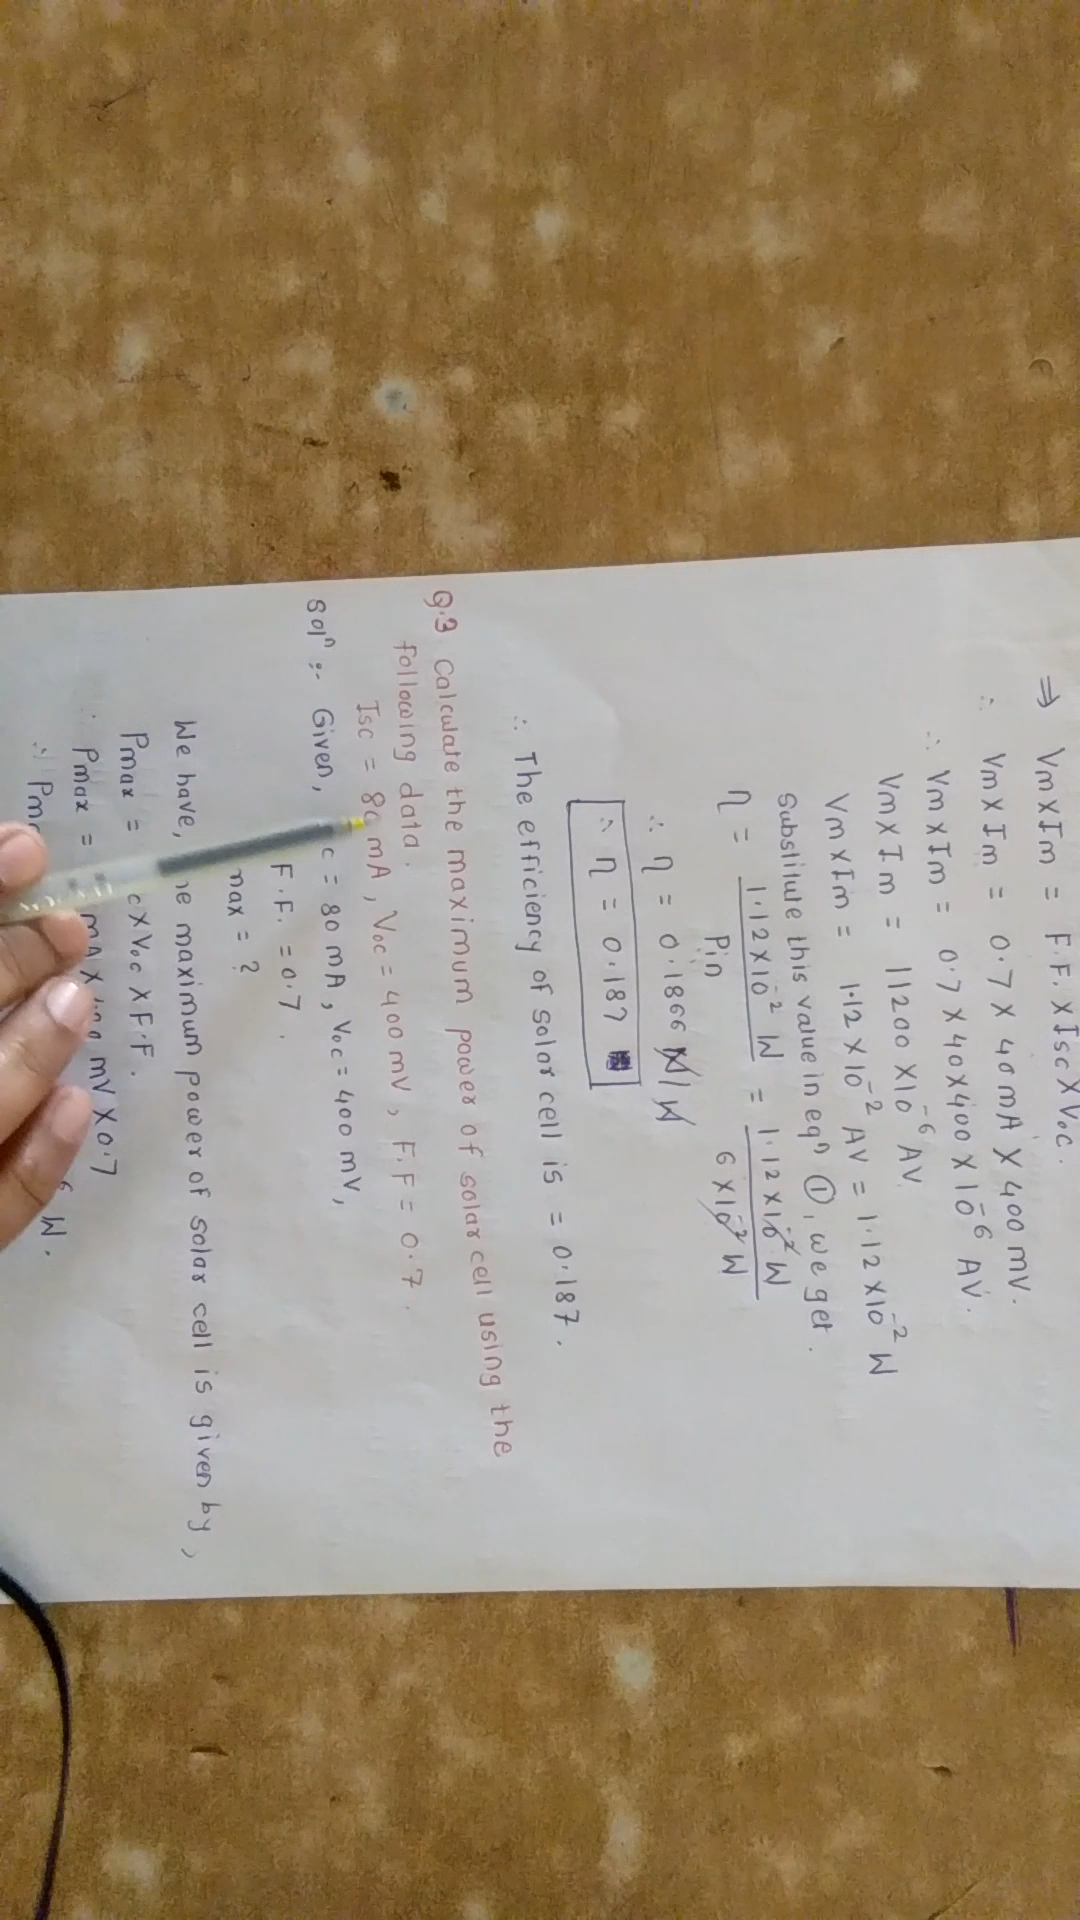 ⇒ Vm X Im = F.F. X Isc X Voc.
∴ Vm X Im = 0.7 X 40 mA X 400 mV.
∴ Vm X Im = 0.7 X 40 X 400 X 10⁻⁶ AV.
Vm X Im = 11200 X 10⁻⁶ AV
Vm X Im = 1.12 X 10⁻² AV = 1.12 X 10⁻² W
substitute this value in eqⁿ ①, we get.
η = 1.12 X 10⁻² W / Pin = 1.12 X 10⁻² W / 6 X 10⁻² W
∴ η = 0.1866 W/W
∴ η = 0.187
∴ The efficiency of solar cell is = 0.187.
Q.3 Calculate the maximum power of solar cell using the
following data.
Isc = 80 mA, Voc = 400 mV, F.F = 0.7.
Solⁿ :- Given, c = 80 mA, Voc = 400 mV,
F.F. = 0.7.
max = ?
We have, he maximum power of solar cell is given by,
Pmax = c X Voc X F.F.
Pmax = mA X mV X 0.7
∴ Pm W.